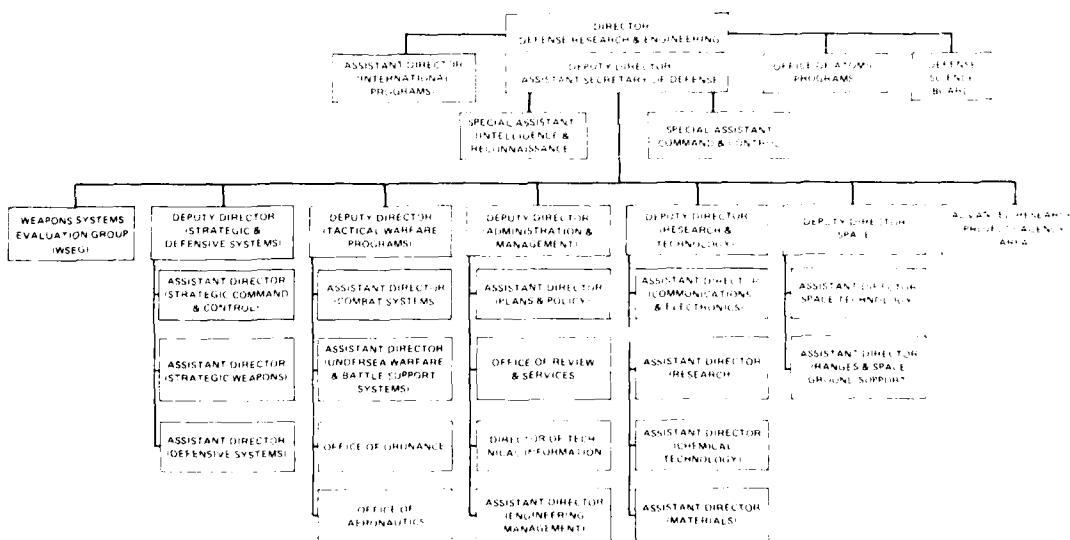 DIRECTOR
DEFENSE RESEARCH & ENGINEERING
ASSISTANT DIRECTOR
(INTERNATIONAL
PROGRAMS)
DEPUTY DIRECTOR
ASSISTANT SECRETARY OF DEFENSE
OFFICE OF ATOMIC
PROGRAMS
DEFENSE
SCIENCE
BOARD
SPECIAL ASSISTANT
(INTELLIGENCE &
RECONNAISSANCE
SPECIAL ASSISTANT
COMMAND & CONTROL
WEAPONS SYSTEMS
EVALUATION GROUP
(WSEG)
DEPUTY DIRECTOR
(STRATEGIC &
DEFENSIVE SYSTEMS)
ASSISTANT DIRECTOR
(STRATEGIC COMMAND
& CONTROL)
ASSISTANT DIRECTOR
(STRATEGIC WEAPONS)
ASSISTANT DIRECTOR
(DEFENSIVE SYSTEMS)
DEPUTY DIRECTOR
(TACTICAL WARFARE
PROGRAMS)
ASSISTANT DIRECTOR
(COMBAT SYSTEMS
ASSISTANT DIRECTOR
(UNDERSEA WARFARE
& BATTLE SUPPORT
SYSTEMS)
OFFICE OF ORDNANCE
OFFICE OF
AERONAUTICS
DEPUTY DIRECTOR
(ADMINISTRATION &
MANAGEMENT)
ASSISTANT DIRECTOR
(PLANS & POLICY)
OFFICE OF REVIEW
& SERVICES
DIRECTOR OF TECH
NICAL INFORMATION
ASSISTANT DIRECTOR
(ENGINEERING
MANAGEMENT)
DEPUTY DIRECTOR
(RESEARCH &
TECHNOLOGY)
ASSISTANT DIRECTOR
(COMMUNICATIONS
& ELECTRONICS)
ASSISTANT DIRECTOR
(RESEARCH
ASSISTANT DIRECTOR
(CHEMICAL
TECHNOLOGY)
ASSISTANT DIRECTOR
(MATERIALS)
DEPUTY DIRECTOR
SPACE
ASSISTANT DIRECTOR
SPACE TECHNOLOGY
ASSISTANT DIRECTOR
(RANGES & SPACE
GROUND SUPPORT
ADVANCED RESEARCH
PROJECTS AGENCY
AREA